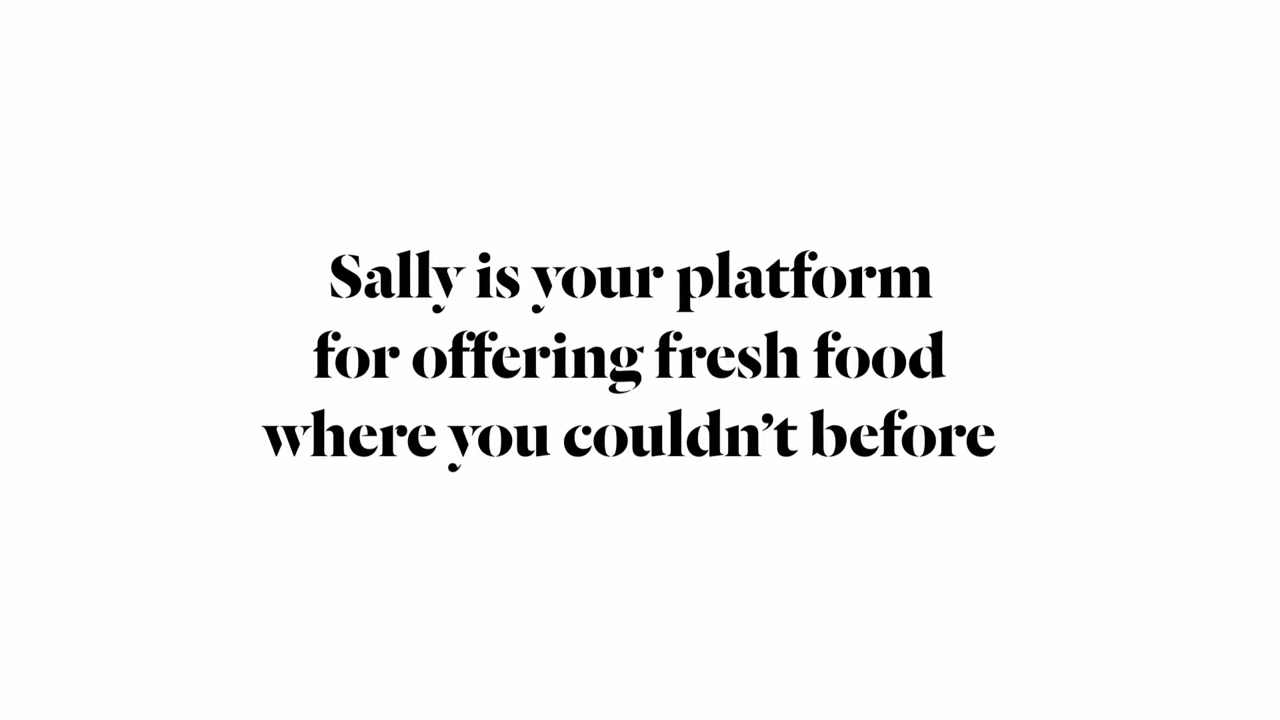 Sally is your platform
for offering fresh food
where you couldn’t before